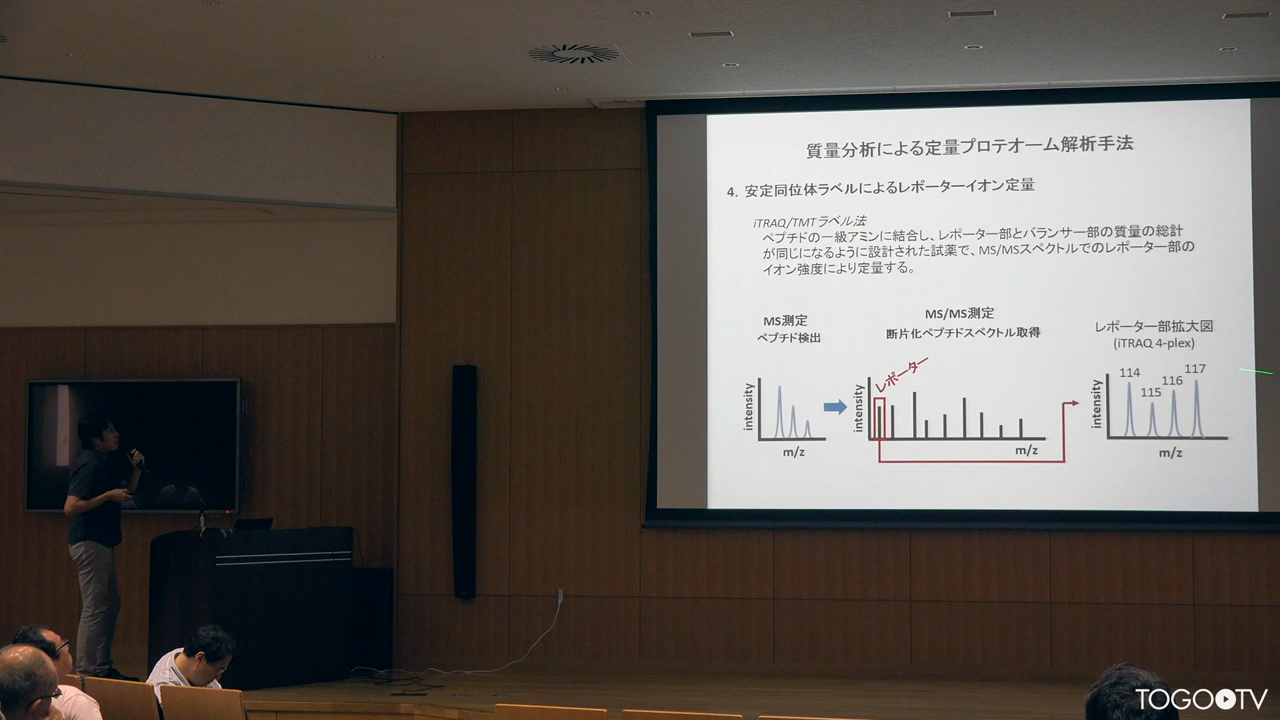 質量分析による定量プロテオーム解析手法
4. 安定同位体ラベルによるレポーターイオン定量
iTRAQ/TMTラベル法
ペプチドの一級アミンに結合し、レポーター部とバランサー部の質量の総計
が同じになるように設計された試薬で、MS/MSスペクトルでのレポーター部の
イオン強度により定量する。
MS測定
ペプチド検出
MS/MS測定
断片化ペプチドスペクトル取得
レポーター部拡大図
(iTRAQ 4-plex)
intensity
m/z
レポーター
intensity
m/z
114
115
116
117
intensity
m/z
TOGOTV